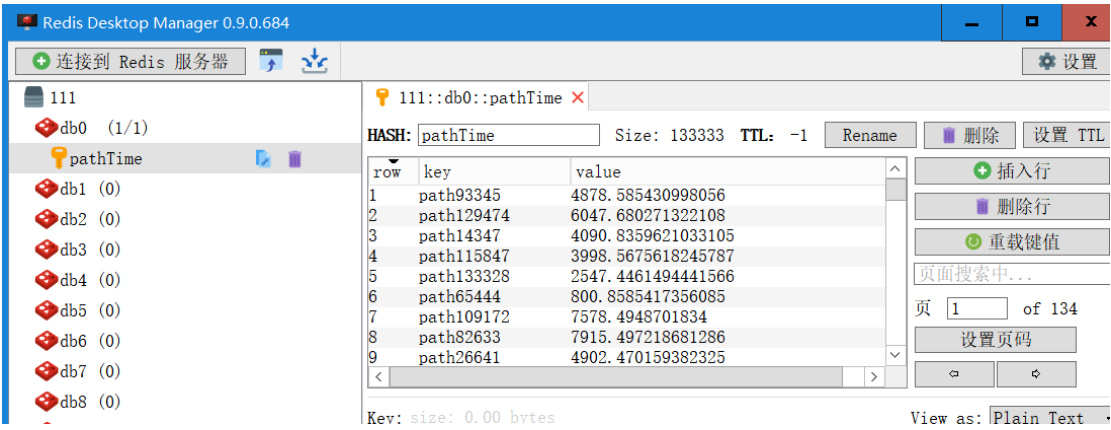 Redis Desktop Manager 0.9.0.684
连接到 Redis 服务器
设置
111
db0 (1/1)
pathTime
db1 (0)
db2 (0)
db3 (0)
db4 (0)
db5 (0)
db6 (0)
db7 (0)
db8 (0)
111::db0::pathTime
HASH: pathTime Size: 133333 TTL: -1 Rename 删除 设置 TTL
row key value
1 path93345 4878.585430998056
2 path129474 6047.680271322108
3 path14347 4090.8359621033105
4 path115847 3998.5675618245787
5 path133328 2547.4461494441566
6 path65444 800.8585417356085
7 path109172 7578.4948701834
8 path82633 7915.497218681286
9 path26641 4902.470159382325
插入行
删除行
重载键值
页面搜索中...
页 1 of 134
设置页码
Key: size: 0.00 bytes
View as: Plain Text